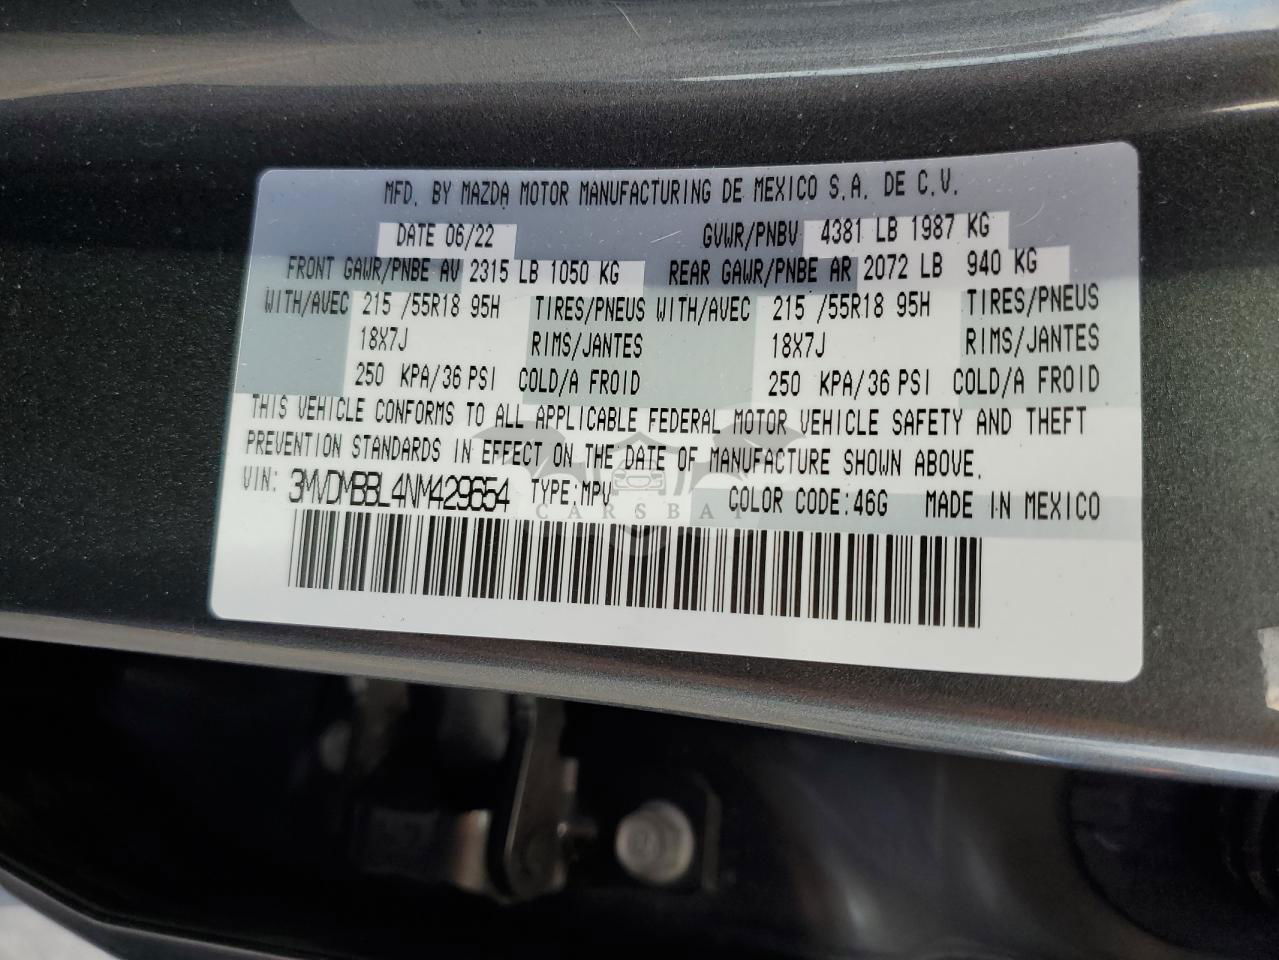 MFD. BY MAZDA MOTOR MANUFACTURING DE MEXICO S.A. DE C.V.
DATE 06/22 GVWR/PNBV 4381 LB 1987 KG
FRONT GAWR/PNBE AV 2315 LB 1050 KG REAR GAWR/PNBE AR 2072 LB 940 KG
WITH/AVEC 215 /55R18 95H TIRES/PNEUS WITH/AVEC 215 /55R18 95H TIRES/PNEUS
18X7J RIMS/JANTES 18X7J RIMS/JANTES
250 KPA/36 PSI COLD/A FROID 250 KPA/36 PSI COLD/A FROID
THIS VEHICLE CONFORMS TO ALL APPLICABLE FEDERAL MOTOR VEHICLE SAFETY AND THEFT
PREVENTION STANDARDS IN EFFECT ON THE DATE OF MANUFACTURE SHOWN ABOVE.
VIN: 3MVDMBBL4NM429654 TYPE:MPV COLOR CODE:46G MADE IN MEXICO
CARSBAT